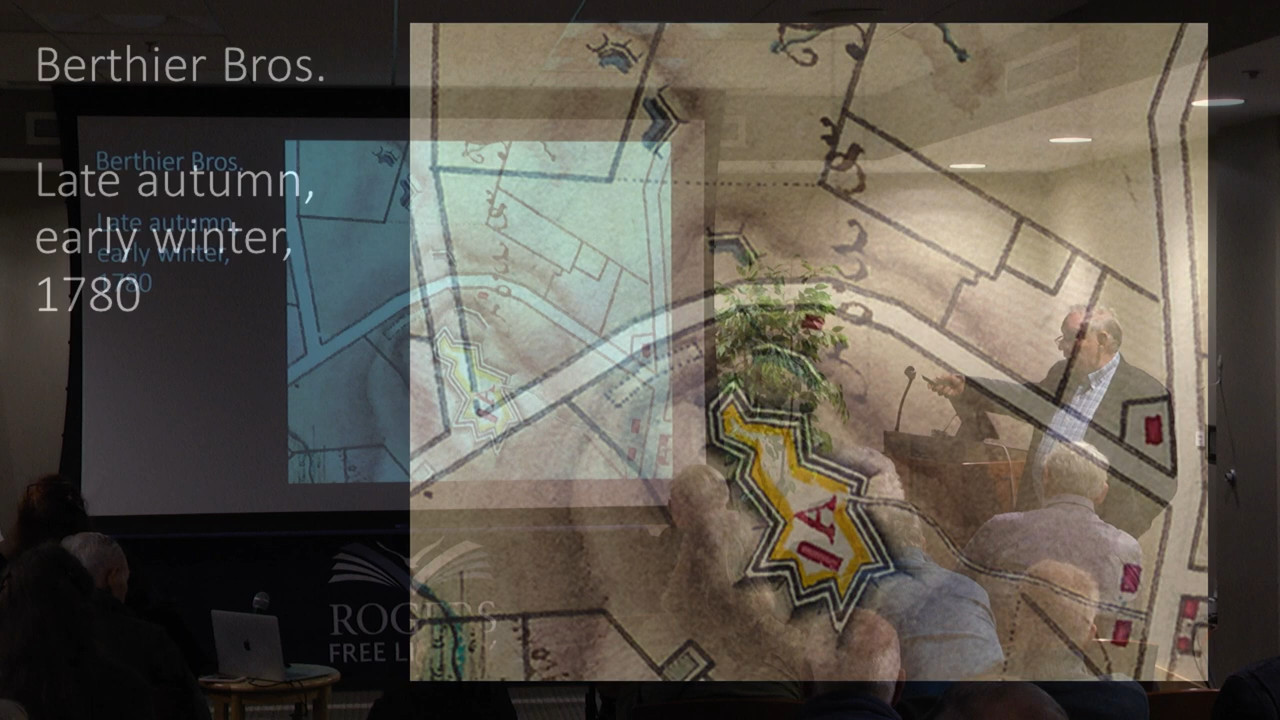 Berthier Bros.
Late autumn,
early winter,
1780
Berthier Bros.
Late autumn,
early winter,
1780
A
ROGERS
FREE LI